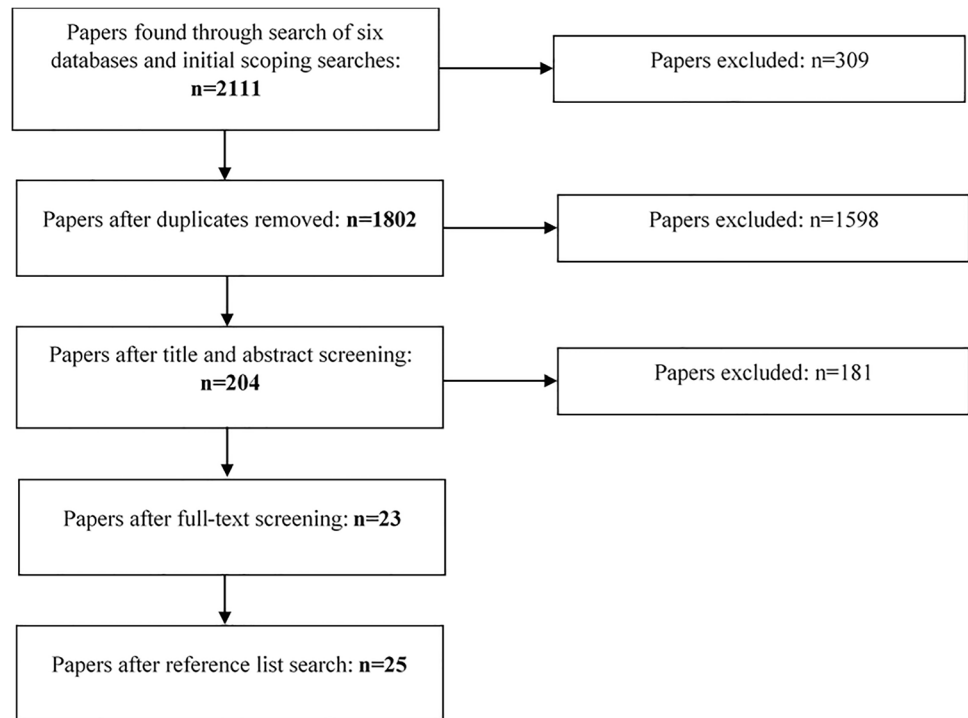 Papers found through search of six
databases and initial scoping searches:
n=2111
Papers excluded: n=309
Papers after duplicates removed: n=1802
Papers excluded: n=1598
Papers after title and abstract screening:
n=204
Papers excluded: n=181
Papers after full-text screening: n=23
Papers after reference list search: n=25